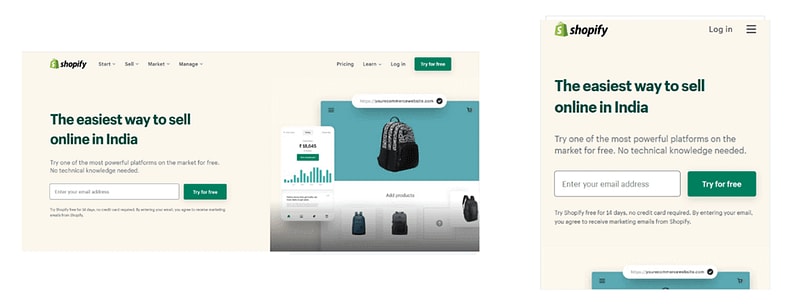 shopify
Start Sell Market Manage
Pricing Learn Log in Try for free
The easiest way to sell
online in India
Try one of the most powerful platforms on the market for free.
No technical knowledge needed.
Enter your email address Try for free
Try Shopify free for 14 days, no credit card required. By entering your email, you agree to receive marketing
emails from Shopify.
https://yourecommercewebsite.com
₹ 18,645
Add products
shopify Log in
The easiest way to sell
online in India
Try one of the most powerful platforms on the
market for free. No technical knowledge needed.
Enter your email address Try for free
Try Shopify free for 14 days, no credit card required. By entering your email,
you agree to receive marketing emails from Shopify.
https://yourecommercewebsite.com